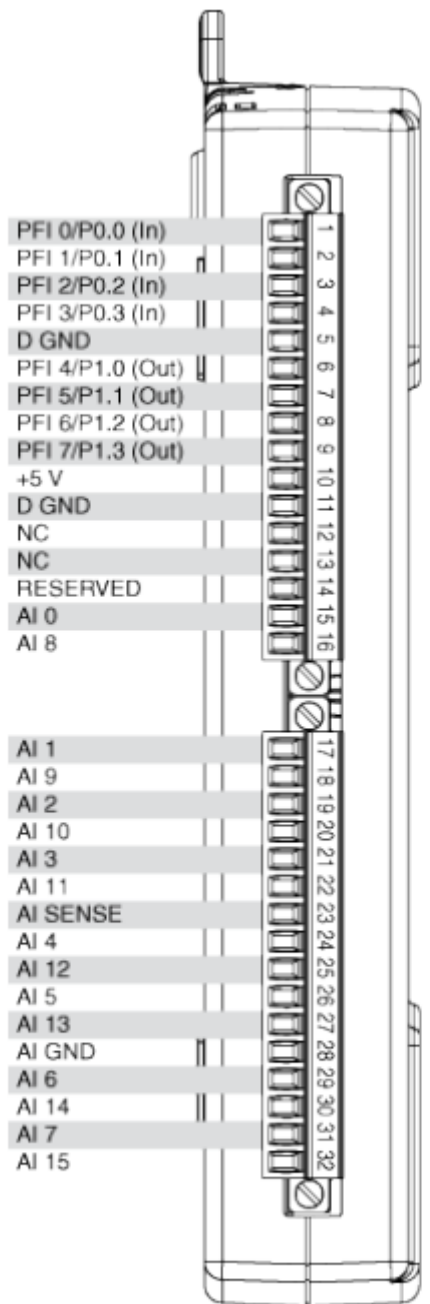 PFI 0/P0.0 (In) 1
PFI 1/P0.1 (In) 2
PFI 2/P0.2 (In) 3
PFI 3/P0.3 (In) 4
D GND 5
PFI 4/P1.0 (Out) 6
PFI 5/P1.1 (Out) 7
PFI 6/P1.2 (Out) 8
PFI 7/P1.3 (Out) 9
+5 V 10
D GND 11
NC 12
NC 13
RESERVED 14
AI 0 15
AI 8 16
AI 1 17
AI 9 18
AI 2 19
AI 10 20
AI 3 21
AI 11 22
AI SENSE 23
AI 4 24
AI 12 25
AI 5 26
AI 13 27
AI GND 28
AI 6 29
AI 14 30
AI 7 31
AI 15 32